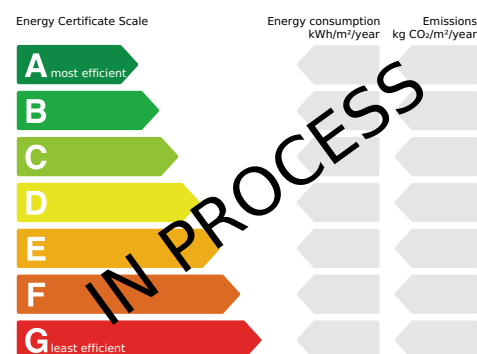 Energy Certificate Scale
Energy consumption
kWh/m²/year
Emissions
kg CO₂/m²/year
A most efficient
B
C
D
E
F
G least efficient
IN PROCESS